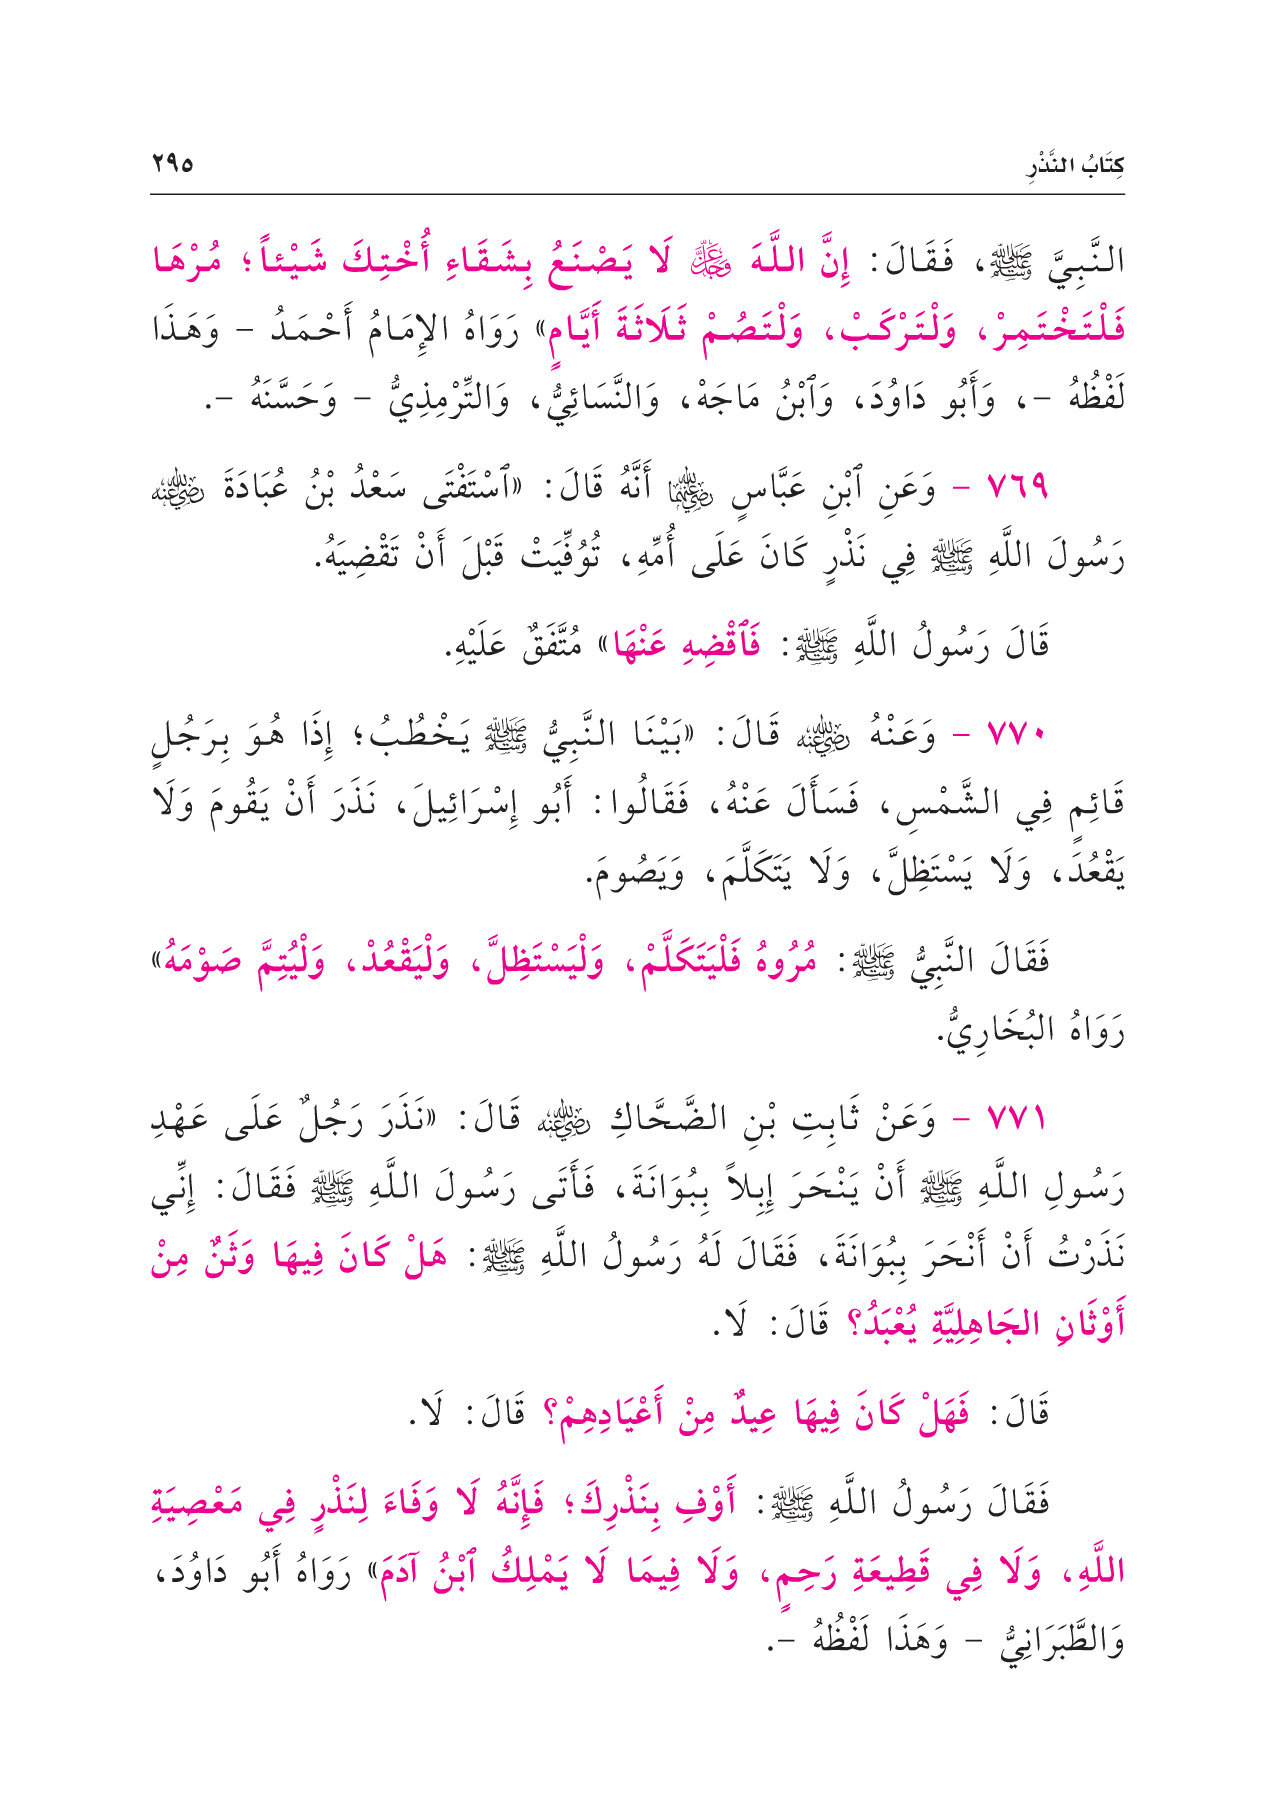 كِتَابُ النَّذْرِ ٢٩٥
النَّبِيَّ ﷺ، فَقَالَ: إِنَّ اللَّهَ عَزَّ وَجَلَّ لَا يَصْنَعُ بِشَقَاءِ أُخْتِكَ شَيْئاً؛ مُرْهَا
فَلْتَخْتَمِرْ، وَلْتَرْكَبْ، وَلْتَصُمْ ثَلَاثَةَ أَيَّامٍ» رَوَاهُ الإِمَامُ أَحْمَدُ - وَهَذَا
لَفْظُهُ -، وَأَبُو دَاوُدَ، وَٱبْنُ مَاجَهْ، وَالنَّسَائِيُّ، وَالتِّرْمِذِيُّ - وَحَسَّنَهُ -.
٧٦٩ - وَعَنِ ٱبْنِ عَبَّاسٍ رضي الله عنهما أَنَّهُ قَالَ: «ٱسْتَفْتَى سَعْدُ بْنُ عُبَادَةَ رضي الله عنه
رَسُولَ اللَّهِ ﷺ فِي نَذْرٍ كَانَ عَلَى أُمِّهِ، تُوُفِّيَتْ قَبْلَ أَنْ تَقْضِيَهُ.
قَالَ رَسُولُ اللَّهِ ﷺ: فَٱقْضِهِ عَنْهَا» مُتَّفَقٌ عَلَيْهِ.
٧٧٠ - وَعَنْهُ رضي الله عنه قَالَ: «بَيْنَا النَّبِيُّ ﷺ يَخْطُبُ؛ إِذَا هُوَ بِرَجُلٍ
قَائِمٍ فِي الشَّمْسِ، فَسَأَلَ عَنْهُ، فَقَالُوا: أَبُو إِسْرَائِيلَ، نَذَرَ أَنْ يَقُومَ وَلَا
يَقْعُدَ، وَلَا يَسْتَظِلَّ، وَلَا يَتَكَلَّمَ، وَيَصُومَ.
فَقَالَ النَّبِيُّ ﷺ: مُرُوهُ فَلْيَتَكَلَّمْ، وَلْيَسْتَظِلَّ، وَلْيَقْعُدْ، وَلْيُتِمَّ صَوْمَهُ»
رَوَاهُ البُخَارِيُّ.
٧٧١ - وَعَنْ ثَابِتِ بْنِ الضَّحَّاكِ رضي الله عنه قَالَ: «نَذَرَ رَجُلٌ عَلَى عَهْدِ
رَسُولِ اللَّهِ ﷺ أَنْ يَنْحَرَ إِبِلاً بِبُوَانَةَ، فَأَتَى رَسُولَ اللَّهِ ﷺ فَقَالَ: إِنِّي
نَذَرْتُ أَنْ أَنْحَرَ بِبُوَانَةَ، فَقَالَ لَهُ رَسُولُ اللَّهِ ﷺ: هَلْ كَانَ فِيهَا وَثَنٌ مِنْ
أَوْثَانِ الجَاهِلِيَّةِ يُعْبَدُ؟ قَالَ: لَا.
قَالَ: فَهَلْ كَانَ فِيهَا عِيدٌ مِنْ أَعْيَادِهِمْ؟ قَالَ: لَا.
فَقَالَ رَسُولُ اللَّهِ ﷺ: أَوْفِ بِنَذْرِكَ؛ فَإِنَّهُ لَا وَفَاءَ لِنَذْرٍ فِي مَعْصِيَةِ
اللَّهِ، وَلَا فِي قَطِيعَةِ رَحِمٍ، وَلَا فِيمَا لَا يَمْلِكُ ٱبْنُ آدَمَ» رَوَاهُ أَبُو دَاوُدَ،
وَالطَّبَرَانِيُّ - وَهَذَا لَفْظُهُ -.